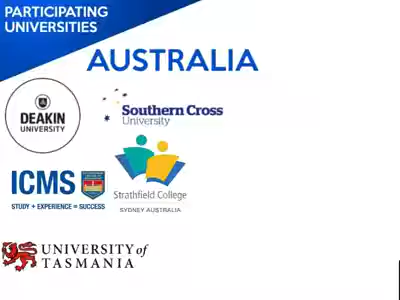 PARTICIPATING
UNIVERSITIES
AUSTRALIA
DEAKIN
UNIVERSITY
Southern Cross
University
ICMS
STUDY + EXPERIENCE = SUCCESS
Strathfield College
SYDNEY AUSTRALIA
UNIVERSITY of
TASMANIA